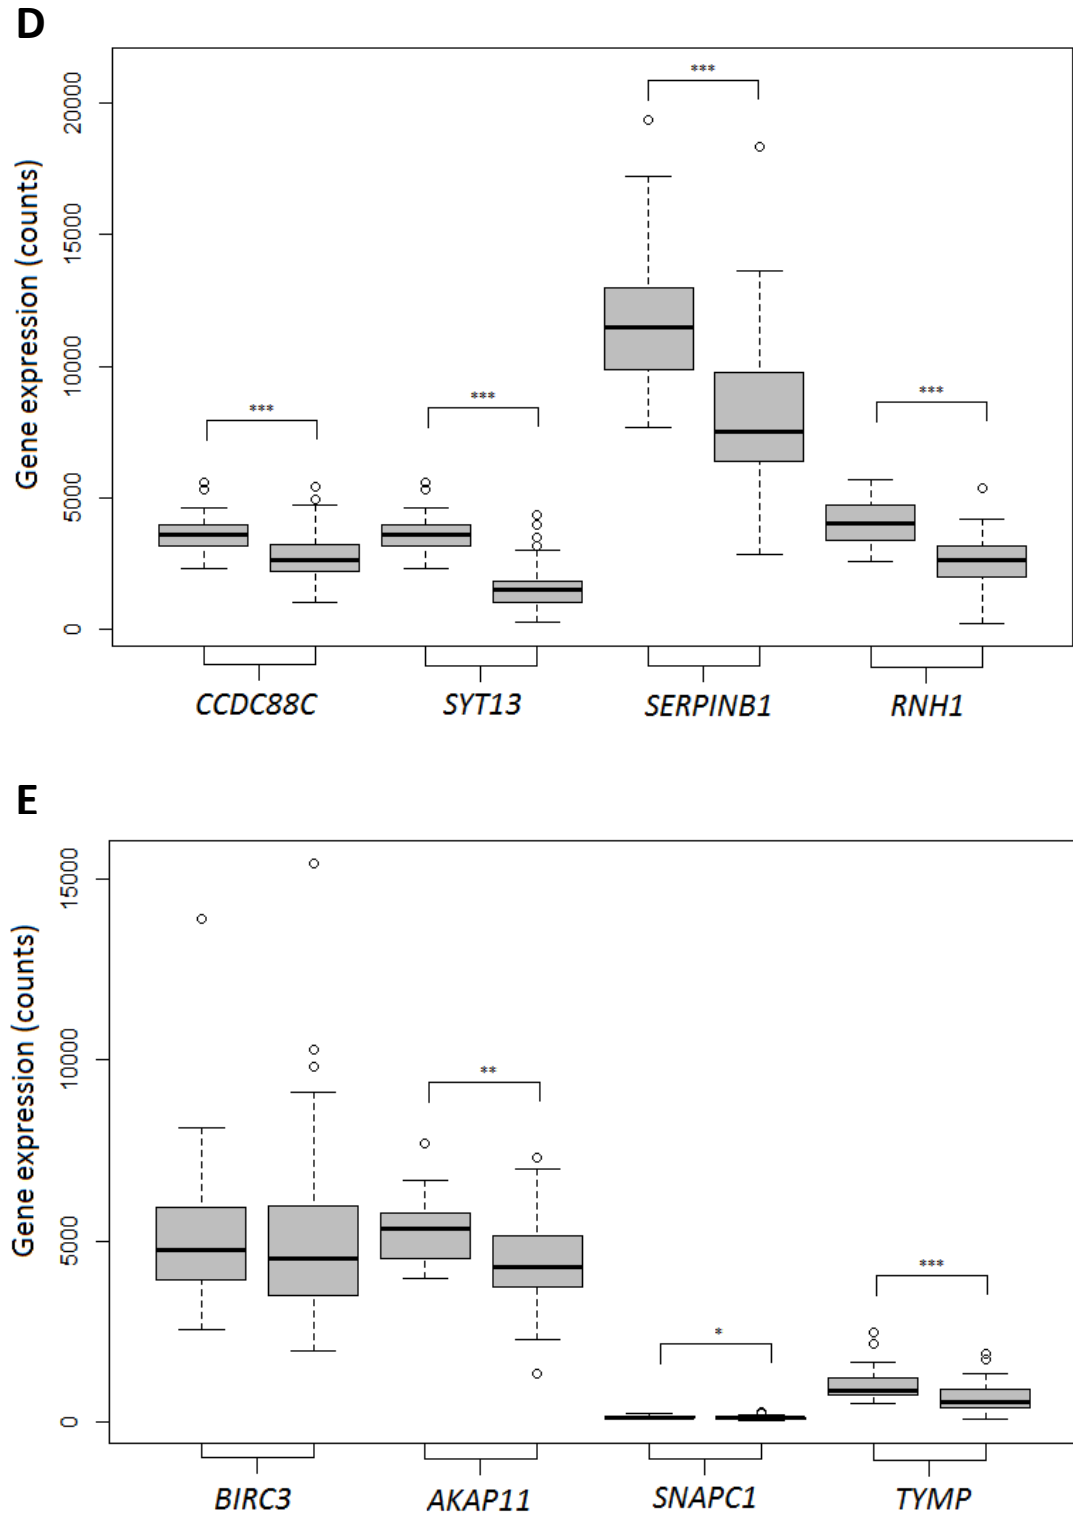 D
Gene expression (counts)
20000
15000
10000
5000
0
***
***
***
***
CCDC88C SYT13 SERPINB1 RNH1
E
Gene expression (counts)
15000
10000
5000
0
**
*
***
BIRC3 AKAP11 SNAPC1 TYMP